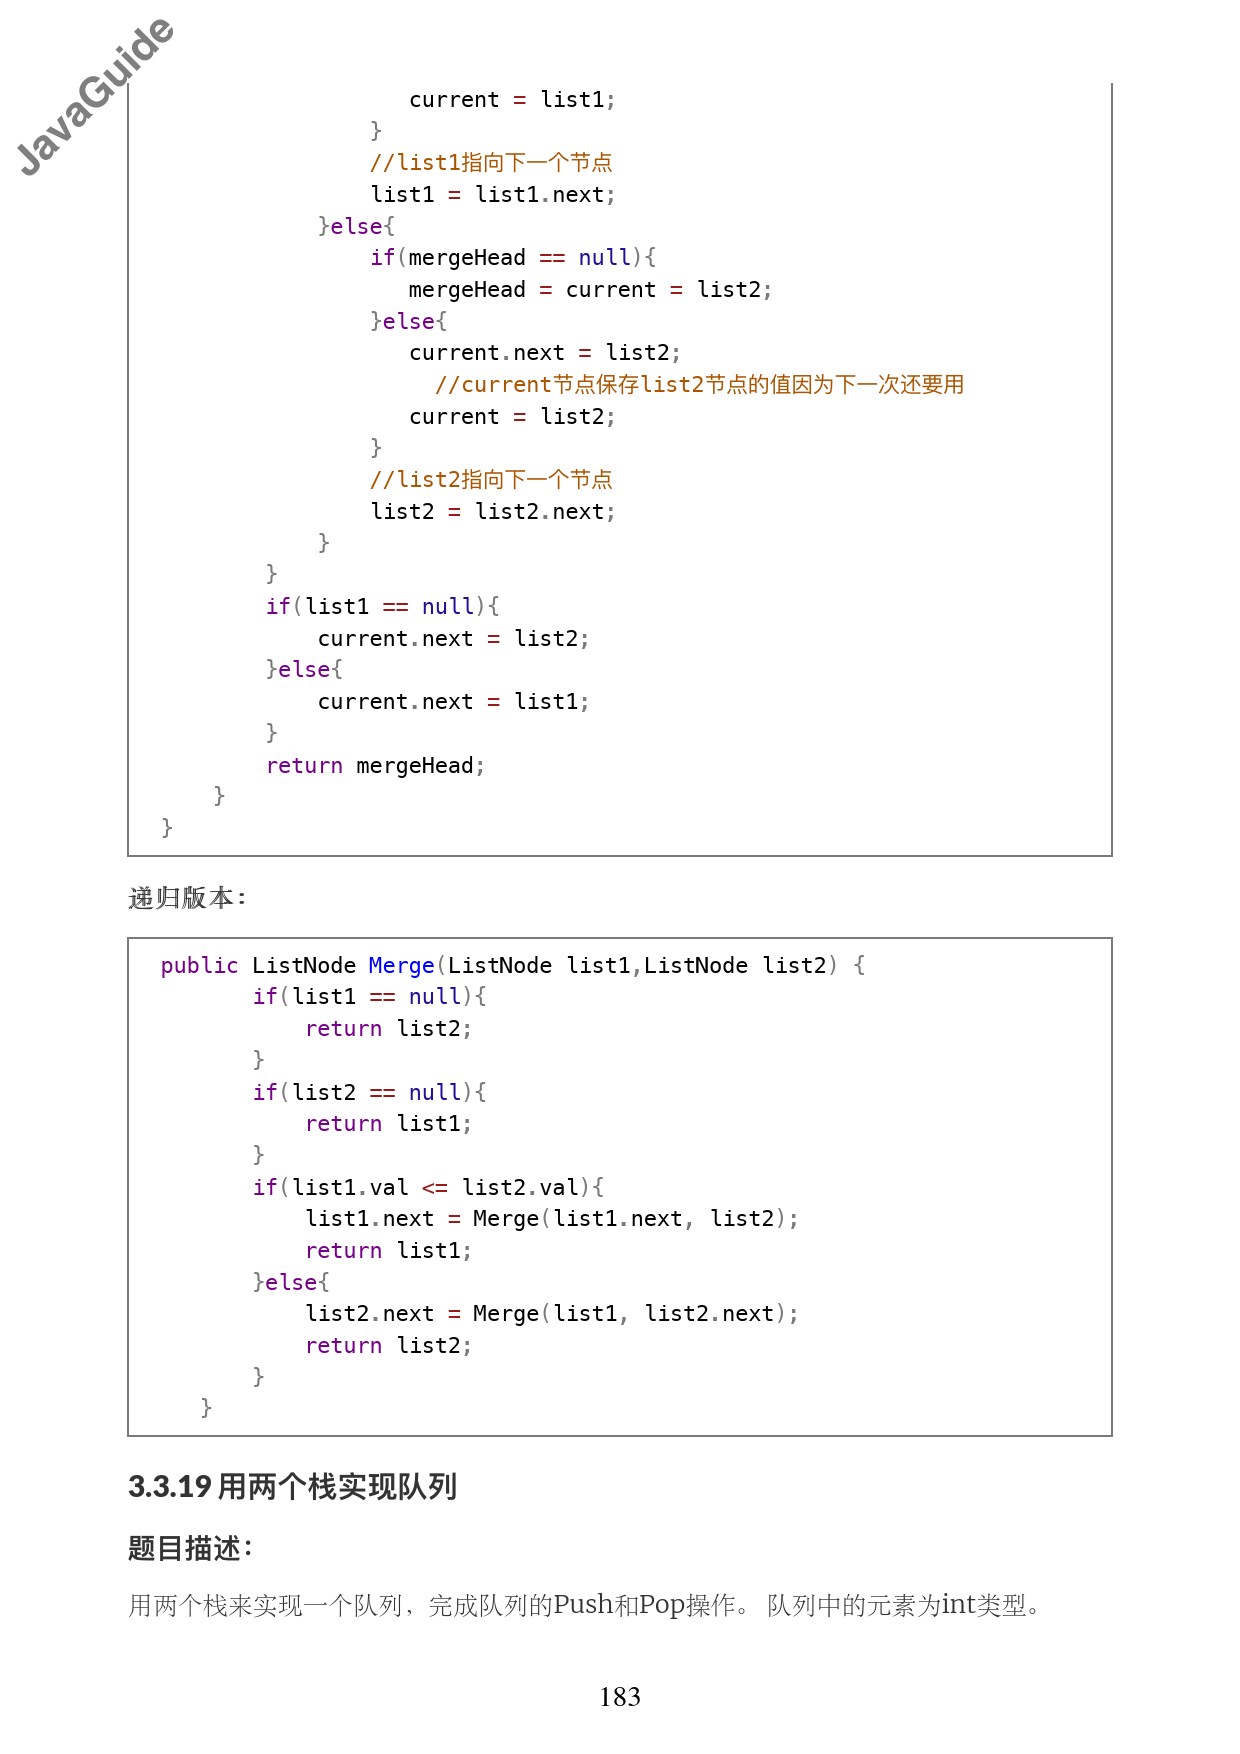 JavaGuide
current = list1;
}
//list1指向下一个节点
list1 = list1.next;
}else{
if(mergeHead == null){
mergeHead = current = list2;
}else{
current.next = list2;
//current节点保存list2节点的值因为下一次还要用
current = list2;
}
//list2指向下一个节点
list2 = list2.next;
}
}
if(list1 == null){
current.next = list2;
}else{
current.next = list1;
}
return mergeHead;
}
}
递归版本：
public ListNode Merge(ListNode list1,ListNode list2) {
if(list1 == null){
return list2;
}
if(list2 == null){
return list1;
}
if(list1.val <= list2.val){
list1.next = Merge(list1.next, list2);
return list1;
}else{
list2.next = Merge(list1, list2.next);
return list2;
}
}
3.3.19 用两个栈实现队列
题目描述：
用两个栈来实现一个队列，完成队列的Push和Pop操作。 队列中的元素为int类型。
183